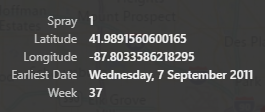 Spray 1
Latitude 41.9891560600165
Longitude -87.8033586218295
Earliest Date Wednesday, 7 September 2011
Week 37